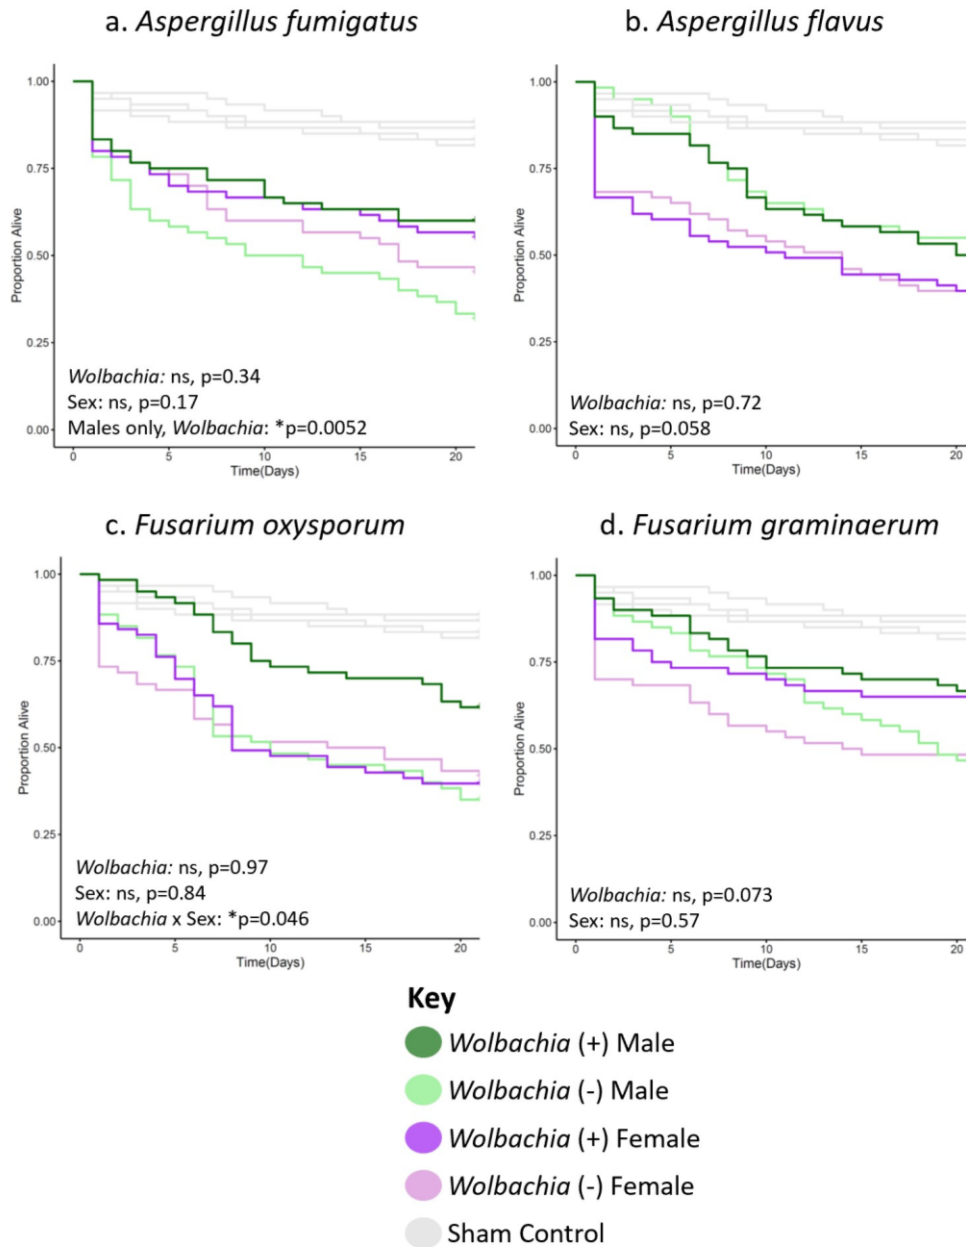 a. Aspergillus fumigatus
1.00
0.75
0.50
0.25
0.00
Proportion Alive
Wolbachia: ns, p=0.34
Sex: ns, p=0.17
Males only, Wolbachia: *p=0.0052
0 5 10 15 20
Time(Days)
b. Aspergillus flavus
1.00
0.75
0.50
0.25
0.00
Proportion Alive
Wolbachia: ns, p=0.72
Sex: ns, p=0.058
0 5 10 15 20
Time(Days)
c. Fusarium oxysporum
1.00
0.75
0.50
0.25
0.00
Proportion Alive
Wolbachia: ns, p=0.97
Sex: ns, p=0.84
Wolbachia x Sex: *p=0.046
0 5 10 15 20
Time(Days)
d. Fusarium graminaerum
1.00
0.75
0.50
0.25
0.00
Proportion Alive
Wolbachia: ns, p=0.073
Sex: ns, p=0.57
0 5 10 15 20
Time(Days)
Key
Wolbachia (+) Male
Wolbachia (-) Male
Wolbachia (+) Female
Wolbachia (-) Female
Sham Control